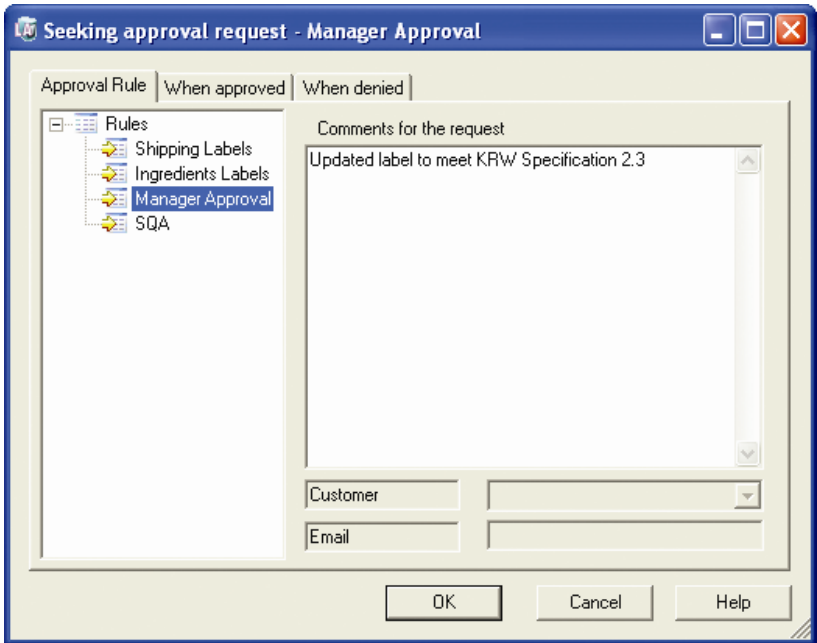 Seeking approval request - Manager Approval
Approval Rule When approved When denied
Rules
Shipping Labels
Ingredients Labels
Manager Approval
SQA
Comments for the request
Updated label to meet KRW Specification 2.3
Customer
Email
OK Cancel Help